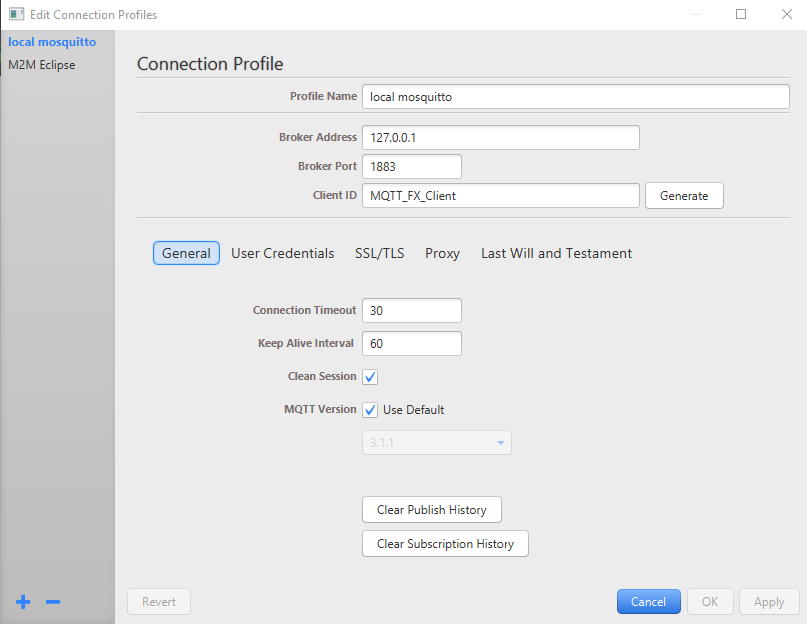 Edit Connection Profiles
local mosquitto
M2M Eclipse
Connection Profile
Profile Name local mosquitto
Broker Address 127.0.0.1
Broker Port 1883
Client ID MQTT_FX_Client Generate
General User Credentials SSL/TLS Proxy Last Will and Testament
Connection Timeout 30
Keep Alive Interval 60
Clean Session
MQTT Version Use Default
3.1.1
Clear Publish History
Clear Subscription History
Revert Cancel OK Apply